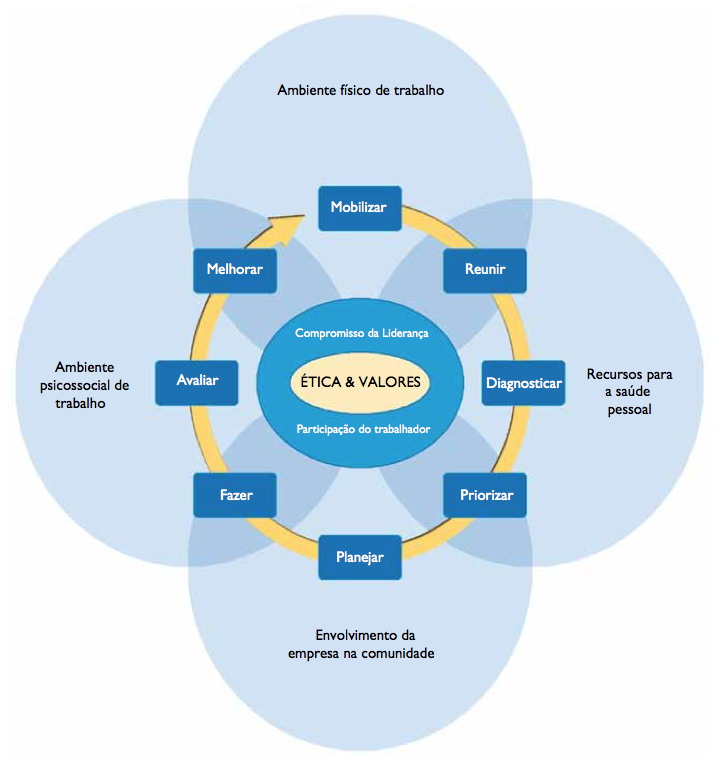 Ambiente físico de trabalho
Mobilizar
Melhorar
Reunir
Compromisso da Liderança
Ambiente
psicossocial de
trabalho
Avaliar
ÉTICA & VALORES
Diagnosticar
Recursos para
a saúde
pessoal
Participação do trabalhador
Fazer
Priorizar
Planejar
Envolvimento da
empresa na comunidade